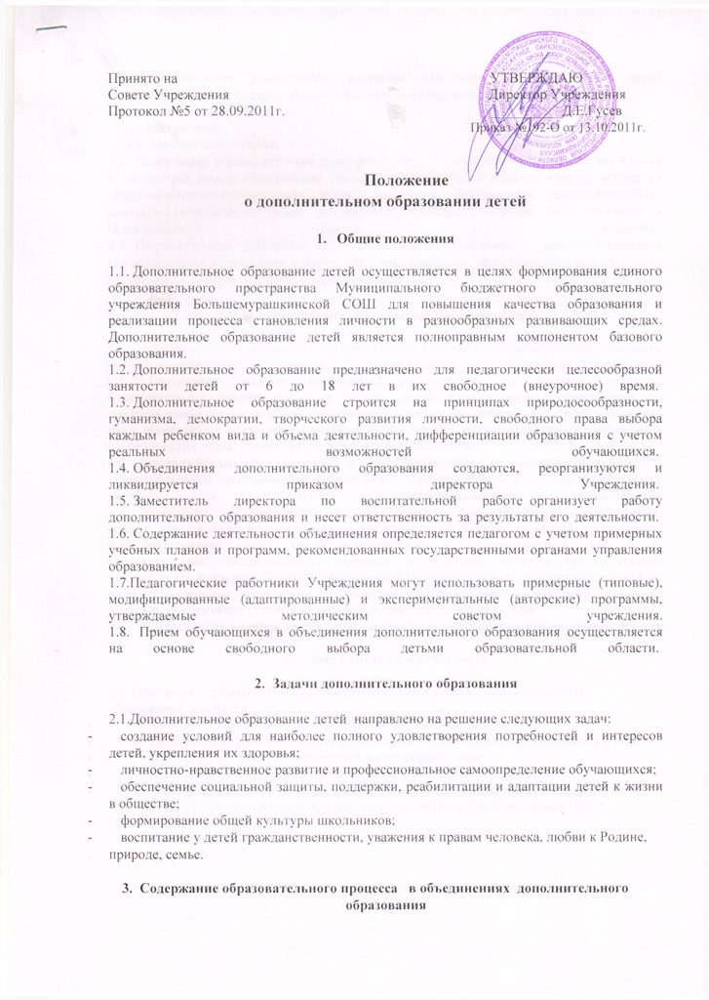 Принято на
Совете Учреждения
Протокол №5 от 28.09.2011г.
УТВЕРЖДАЮ
Директор Учреждения
Д.Е.Гусев
Приказ №192-О от 13.10.2011г.
Положение
о дополнительном образовании детей
1. Общие положения
1.1. Дополнительное образование детей осуществляется в целях формирования единого
образовательного пространства Муниципального бюджетного образовательного
учреждения Большемурашкинской СОШ для повышения качества образования и
реализации процесса становления личности в разнообразных развивающих средах.
Дополнительное образование детей является полноправным компонентом базового
образования.
1.2. Дополнительное образование предназначено для педагогически целесообразной
занятости детей от 6 до 18 лет в их свободное (внеурочное) время.
1.3. Дополнительное образование строится на принципах природосообразности,
гуманизма, демократии, творческого развития личности, свободного права выбора
каждым ребенком вида и объема деятельности, дифференциации образования с учетом
реальных возможностей обучающихся.
1.4. Объединения дополнительного образования создаются, реорганизуются и
ликвидируется приказом директора Учреждения.
1.5. Заместитель директора по воспитательной работе организует работу
дополнительного образования и несет ответственность за результаты его деятельности.
1.6. Содержание деятельности объединения определяется педагогом с учетом примерных
учебных планов и программ, рекомендованных государственными органами управления
образованием.
1.7.Педагогические работники Учреждения могут использовать примерные (типовые),
модифицированные (адаптированные) и экспериментальные (авторские) программы,
утверждаемые методическим советом учреждения.
1.8. Прием обучающихся в объединения дополнительного образования осуществляется
на основе свободного выбора детьми образовательной области.
2. Задачи дополнительного образования
2.1.Дополнительное образование детей направлено на решение следующих задач:
- создание условий для наиболее полного удовлетворения потребностей и интересов
детей, укрепления их здоровья;
- личностно-нравственное развитие и профессиональное самоопределение обучающихся;
- обеспечение социальной защиты, поддержки, реабилитации и адаптации детей к жизни
в обществе;
- формирование общей культуры школьников;
- воспитание у детей гражданственности, уважения к правам человека, любви к Родине,
природе, семье.
3. Содержание образовательного процесса в объединениях дополнительного
образования